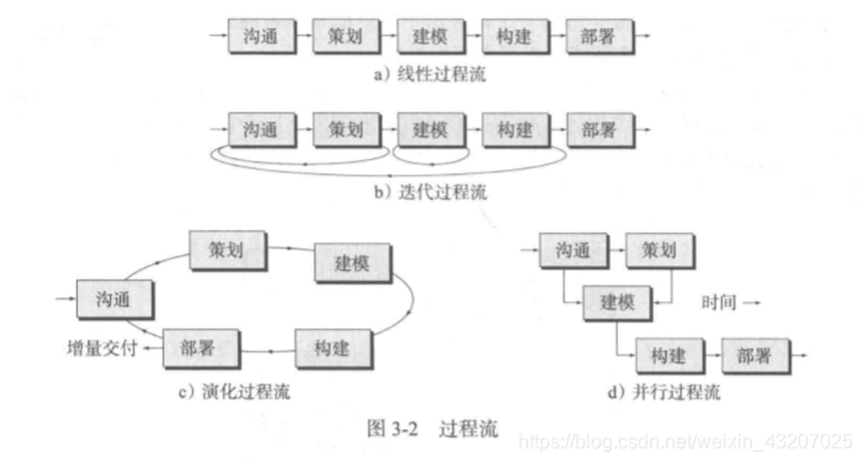 沟通 策划 建模 构建 部署
a）线性过程流
沟通 策划 建模 构建 部署
b）迭代过程流
策划
建模
沟通
增量交付 部署 构建
c）演化过程流
沟通 策划
建模 时间
构建 部署
d）并行过程流
图 3-2 过程流
https://blog.csdn.net/weixin_43207025